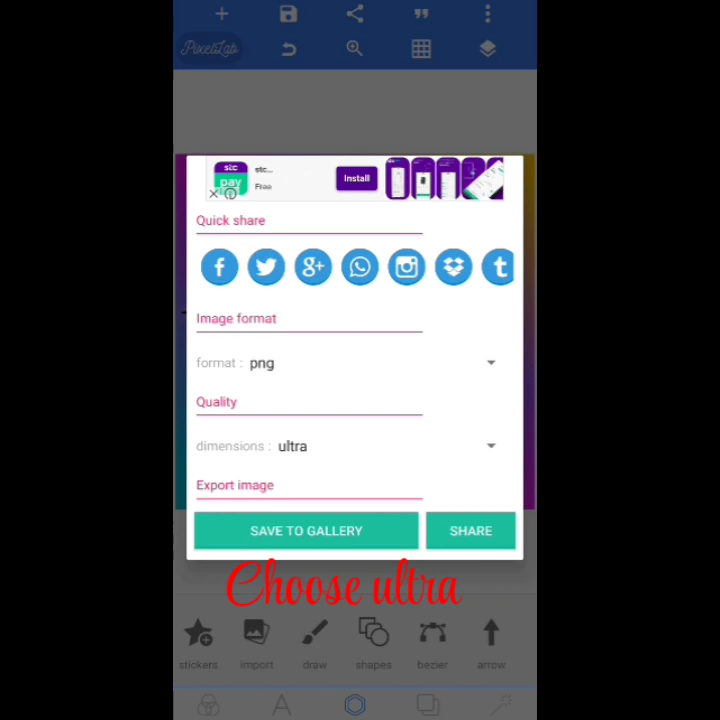 PixelLab
stc
pay
stc...
Free
Install
Quick share
Image format
format : png
Quality
dimensions : ultra
Export image
SAVE TO GALLERY
SHARE
Choose ultra
stickers
import
draw
shapes
bezier
arrow